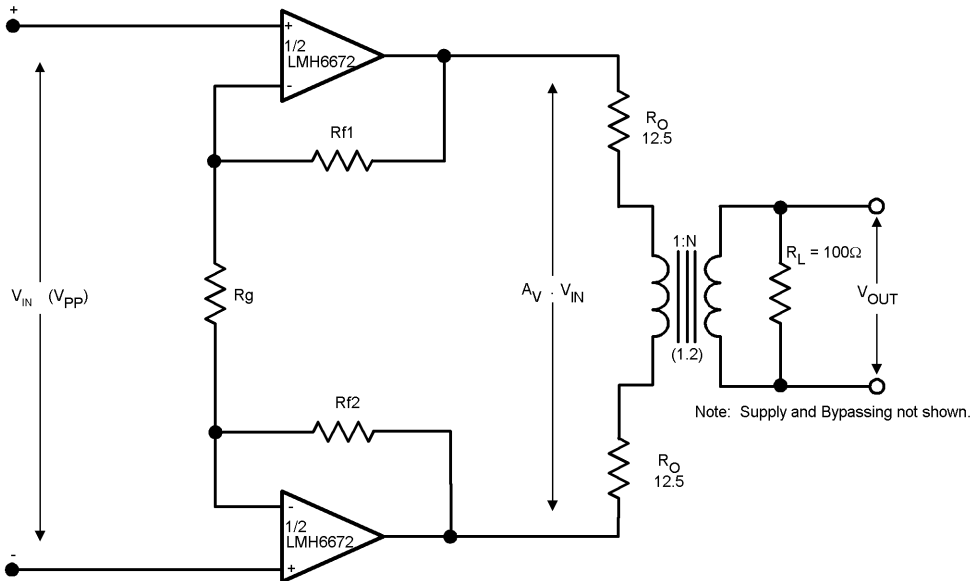 +
+
1/2
LMH6672
-
Rf1
R_O
12.5
1:N
R_L = 100Ω
V_IN (V_PP)
Rg
A_V · V_IN
V_OUT
(1.2)
Rf2
Note: Supply and Bypassing not shown.
R_O
12.5
-
1/2
LMH6672
+
-